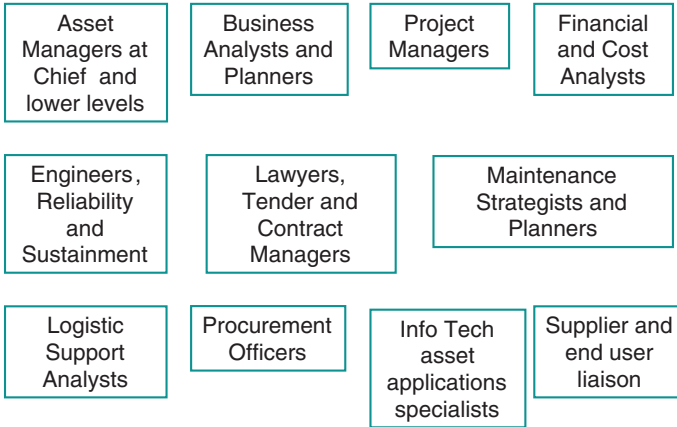 Asset
Managers at
Chief and
lower levels
Business
Analysts and
Planners
Project
Managers
Financial
and Cost
Analysts
Engineers,
Reliability
and
Sustainment
Lawyers,
Tender and
Contract
Managers
Maintenance
Strategists and
Planners
Logistic
Support
Analysts
Procurement
Officers
Info Tech
asset
applications
specialists
Supplier and
end user
liaison